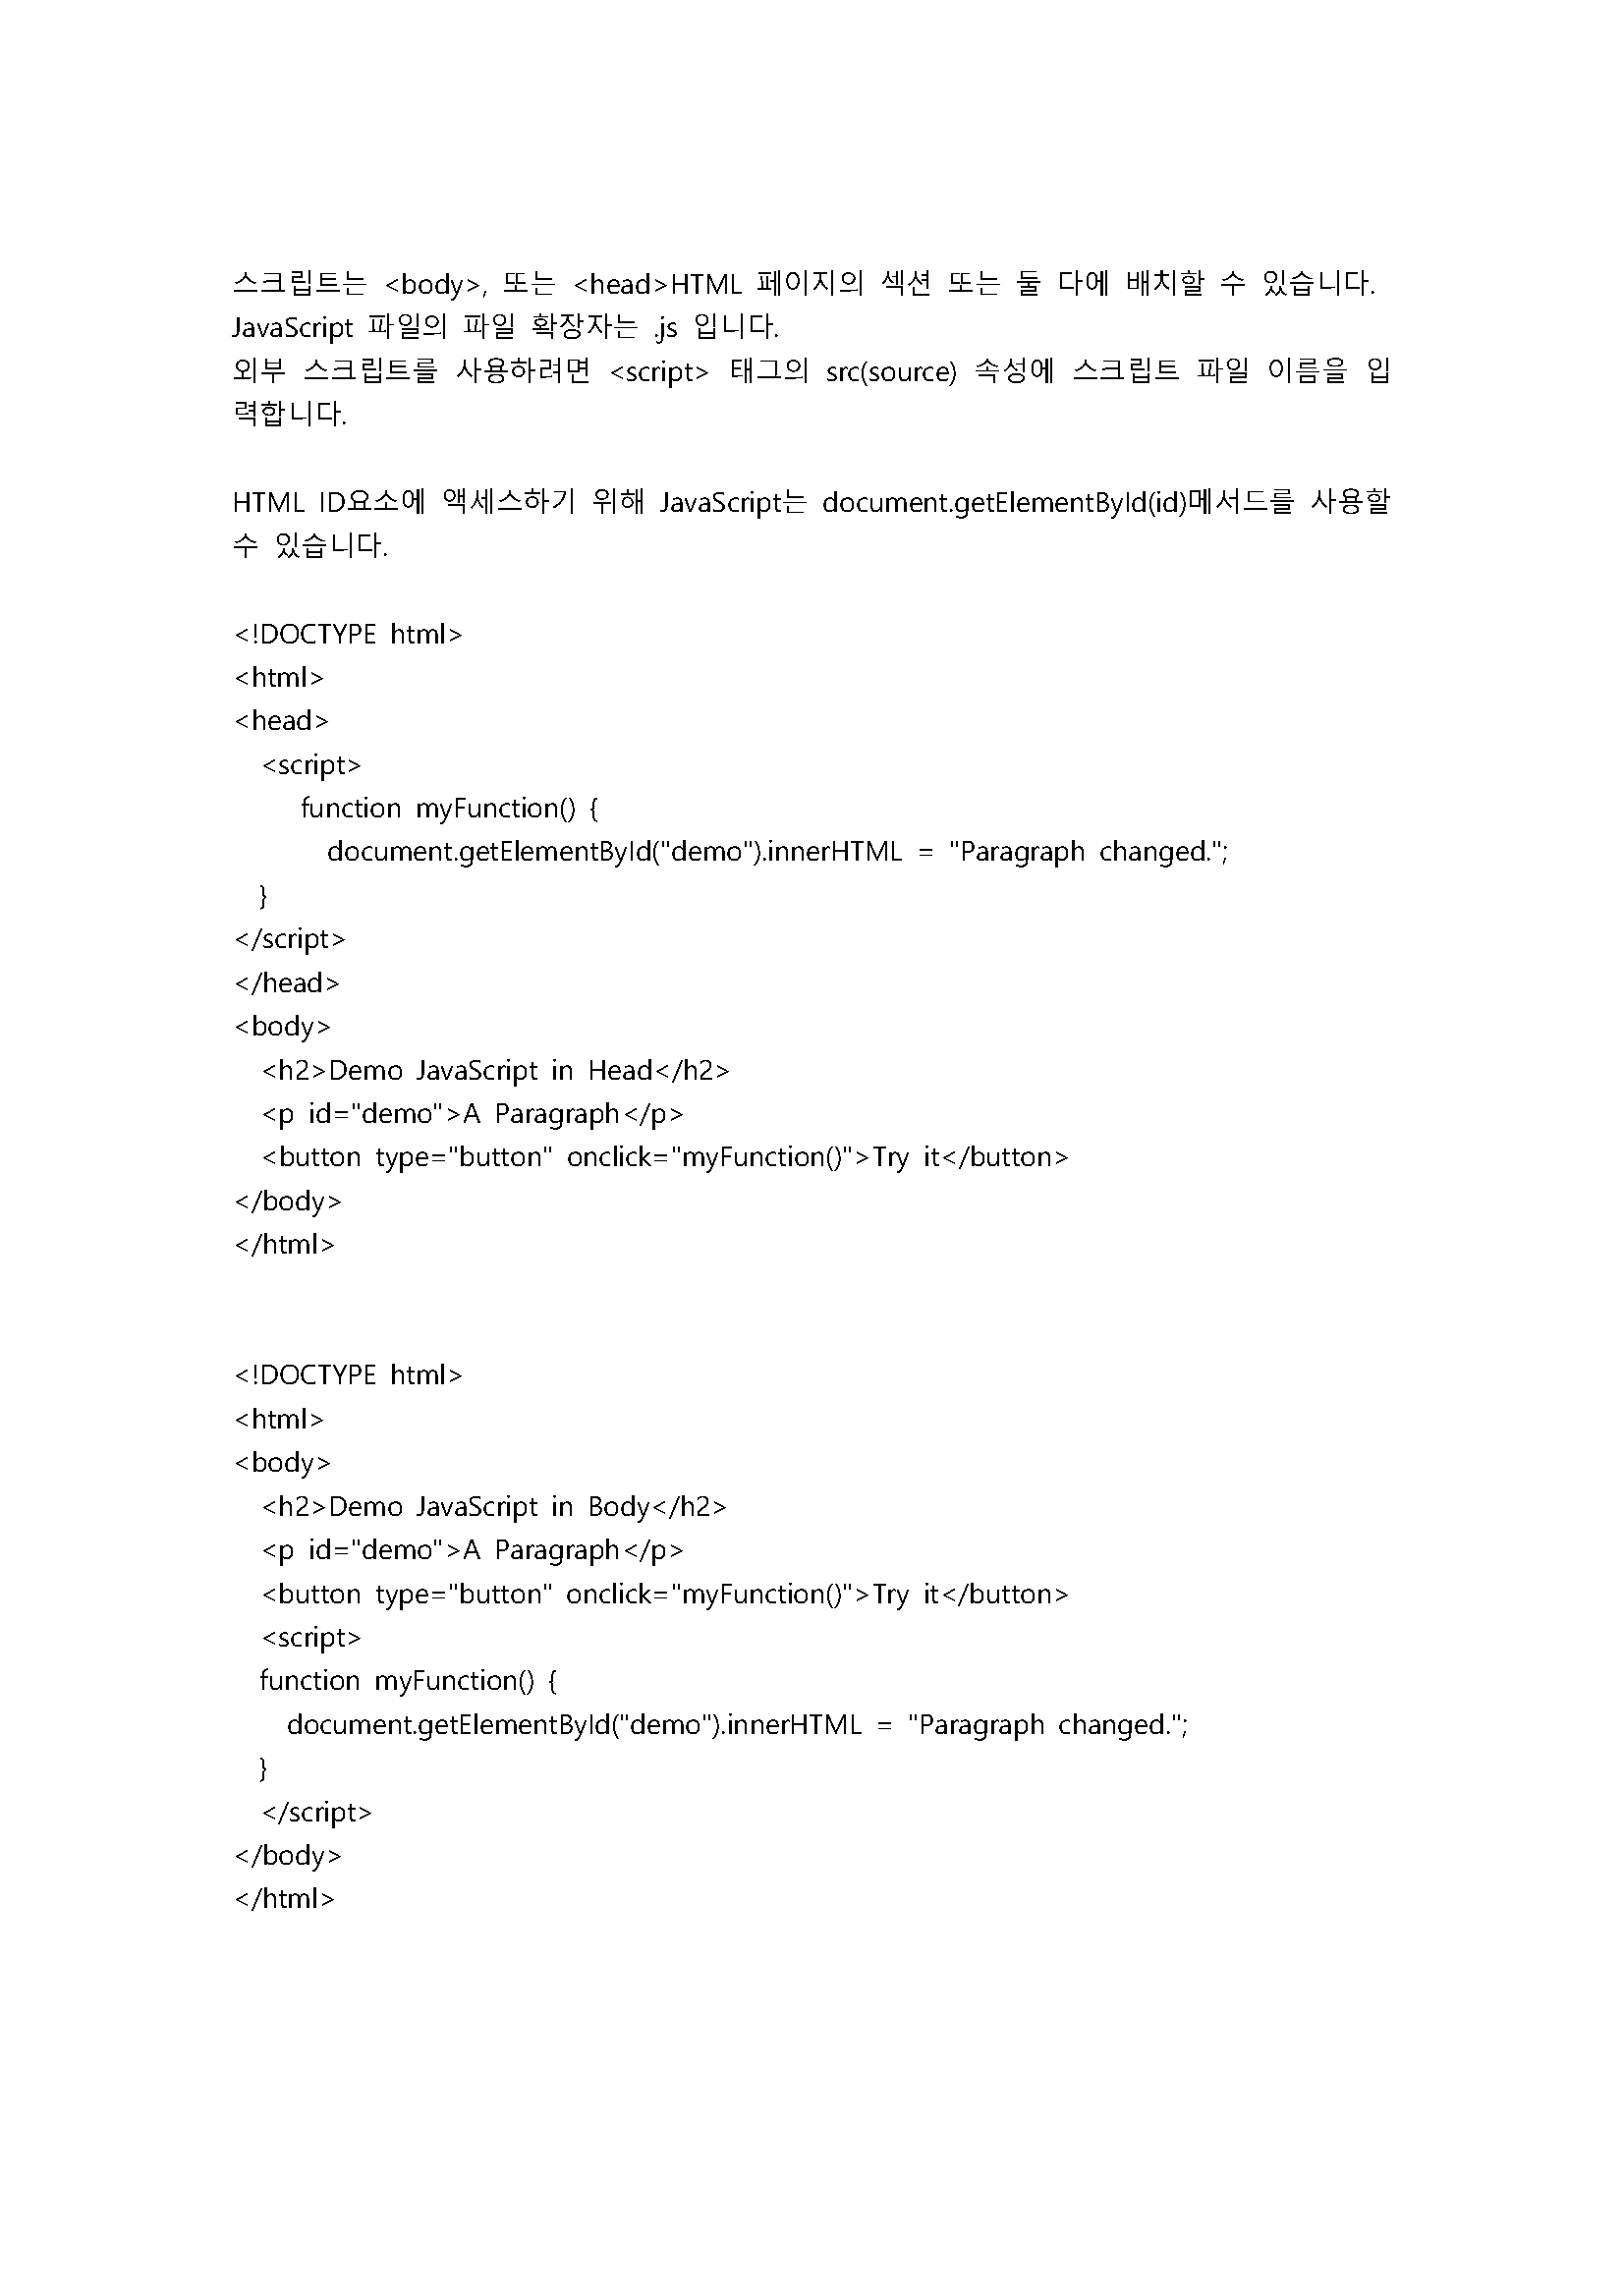 스크립트는 <body>, 또는 <head>HTML 페이지의 섹션 또는 둘 다에 배치할 수 있습니다.
JavaScript 파일의 파일 확장자는 .js 입니다.
외부 스크립트를 사용하려면 <script> 태그의 src(source) 속성에 스크립트 파일 이름을 입
력합니다.

HTML ID요소에 액세스하기 위해 JavaScript는 document.getElementById(id)메서드를 사용할
수 있습니다.

<!DOCTYPE html>
<html>
<head>
  <script>
     function myFunction() {
       document.getElementById("demo").innerHTML = "Paragraph changed.";
  }
</script>
</head>
<body>
  <h2>Demo JavaScript in Head</h2>
  <p id="demo">A Paragraph</p>
  <button type="button" onclick="myFunction()">Try it</button>
</body>
</html>


<!DOCTYPE html>
<html>
<body>
  <h2>Demo JavaScript in Body</h2>
  <p id="demo">A Paragraph</p>
  <button type="button" onclick="myFunction()">Try it</button>
  <script>
  function myFunction() {
    document.getElementById("demo").innerHTML = "Paragraph changed.";
  }
  </script>
</body>
</html>